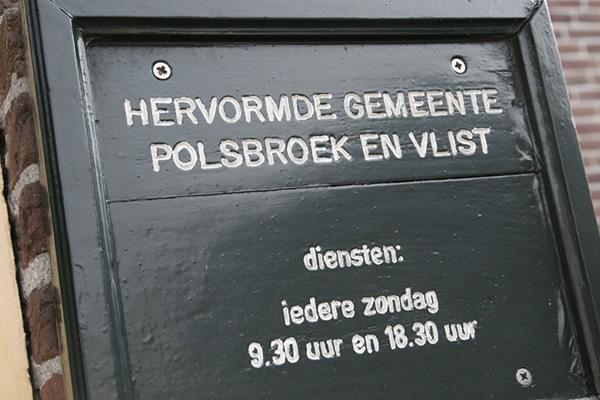 HERVORMDE GEMEENTE
POLSBROEK EN VLIST
diensten:
iedere zondag
9.30 uur en 18.30 uur